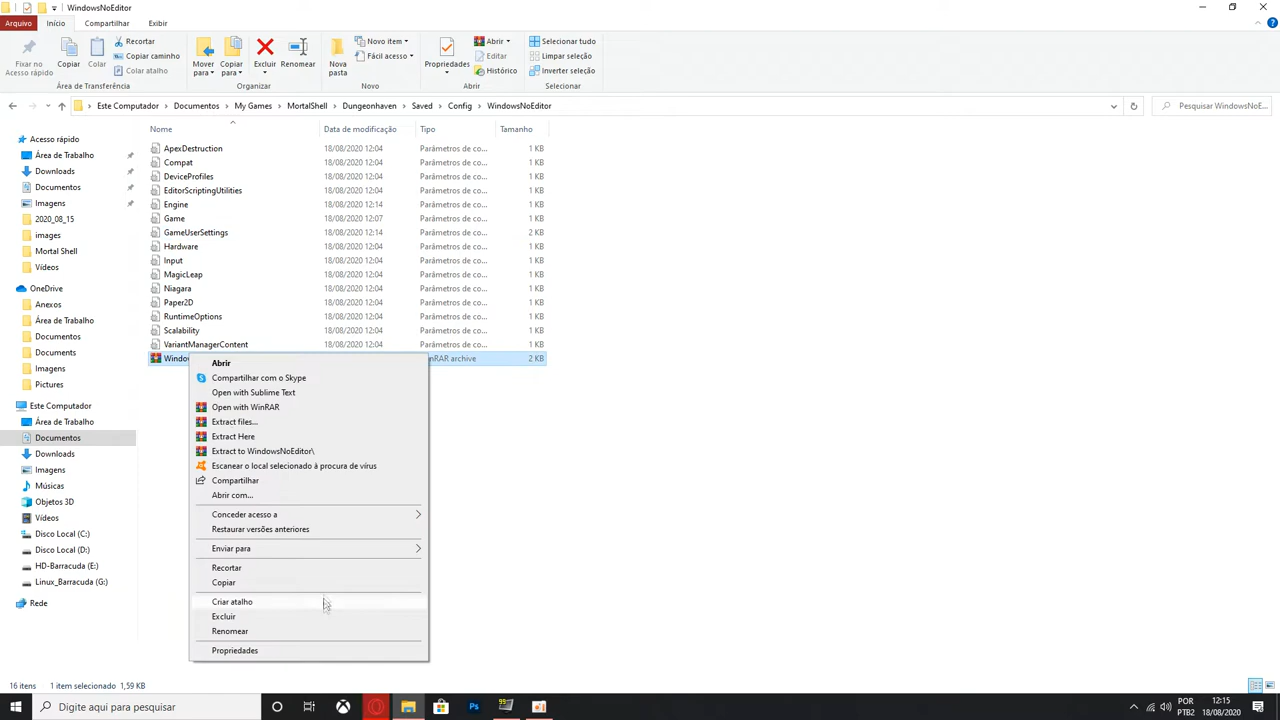 WindowsNoEditor
Arquivo Início Compartilhar Exibir
Fixar no Acesso rápido
Copiar
Colar
Recortar
Copiar caminho
Colar atalho
Área de Transferência
Mover para
Copiar para
Excluir
Renomear
Organizar
Nova pasta
Novo item
Fácil acesso
Novo
Propriedades
Abrir
Editar
Histórico
Abrir
Selecionar tudo
Limpar seleção
Inverter seleção
Selecionar
Este Computador > Documentos > My Games > MortalShell > Dungeonhaven > Saved > Config > WindowsNoEditor
Pesquisar WindowsNoE...
Acesso rápido
Área de Trabalho
Downloads
Documentos
Imagens
2020_08_15
images
Mortal Shell
Vídeos
OneDrive
Anexos
Área de Trabalho
Documentos
Documents
Imagens
Pictures
Este Computador
Área de Trabalho
Documentos
Downloads
Imagens
Músicas
Objetos 3D
Vídeos
Disco Local (C:)
Disco Local (D:)
HD-Barracuda (E:)
Linux_Barracuda (G:)
Rede
Nome Data de modificação Tipo Tamanho
ApexDestruction 18/08/2020 12:04 Parâmetros de co... 1 KB
Compat 18/08/2020 12:04 Parâmetros de co... 1 KB
DeviceProfiles 18/08/2020 12:04 Parâmetros de co... 1 KB
EditorScriptingUtilities 18/08/2020 12:04 Parâmetros de co... 1 KB
Engine 18/08/2020 12:14 Parâmetros de co... 1 KB
Game 18/08/2020 12:07 Parâmetros de co... 1 KB
GameUserSettings 18/08/2020 12:14 Parâmetros de co... 2 KB
Hardware 18/08/2020 12:04 Parâmetros de co... 1 KB
Input 18/08/2020 12:04 Parâmetros de co... 1 KB
MagicLeap 18/08/2020 12:04 Parâmetros de co... 1 KB
Niagara 18/08/2020 12:04 Parâmetros de co... 1 KB
Paper2D 18/08/2020 12:04 Parâmetros de co... 1 KB
RuntimeOptions 18/08/2020 12:04 Parâmetros de co... 1 KB
Scalability 18/08/2020 12:04 Parâmetros de co... 1 KB
VariantManagerContent 18/08/2020 12:04 Parâmetros de co... 1 KB
Windo nRAR archive 2 KB
Abrir
Compartilhar com o Skype
Open with Sublime Text
Open with WinRAR
Extract files...
Extract Here
Extract to WindowsNoEditor\
Escanear o local selecionado à procura de vírus
Compartilhar
Abrir com...
Conceder acesso a
Restaurar versões anteriores
Enviar para
Recortar
Copiar
Criar atalho
Excluir
Renomear
Propriedades
16 itens 1 item selecionado 1,59 KB
Digite aqui para pesquisar
Ps
POR
PTB2
12:15
18/08/2020